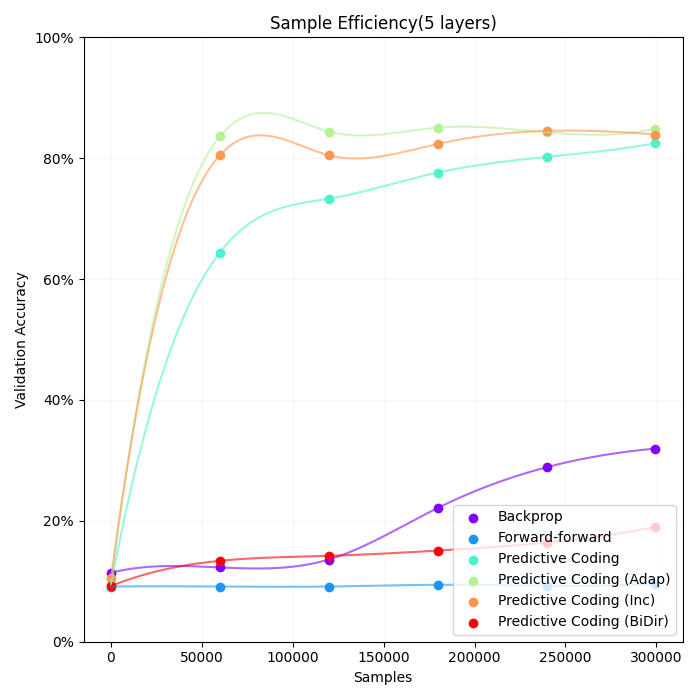 Sample Efficiency(5 layers)
100%
80%
60%
40%
20%
0%
Validation Accuracy
Backprop
Forward-forward
Predictive Coding
Predictive Coding (Adap)
Predictive Coding (Inc)
Predictive Coding (BiDir)
0 50000 100000 150000 200000 250000 300000
Samples